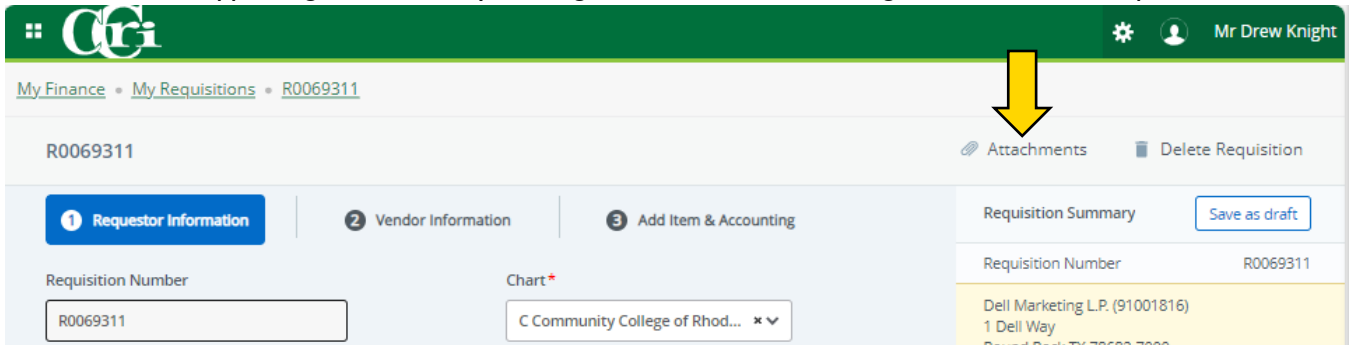 CCri
Mr Drew Knight
My Finance • My Requisitions • R0069311
R0069311
Attachments
Delete Requisition
1 Requestor Information
2 Vendor Information
3 Add Item & Accounting
Requisition Summary
Save as draft
Requisition Number
R0069311
Requisition Number
Chart*
R0069311
C Community College of Rhod...
Dell Marketing L.P. (91001816)
1 Dell Way